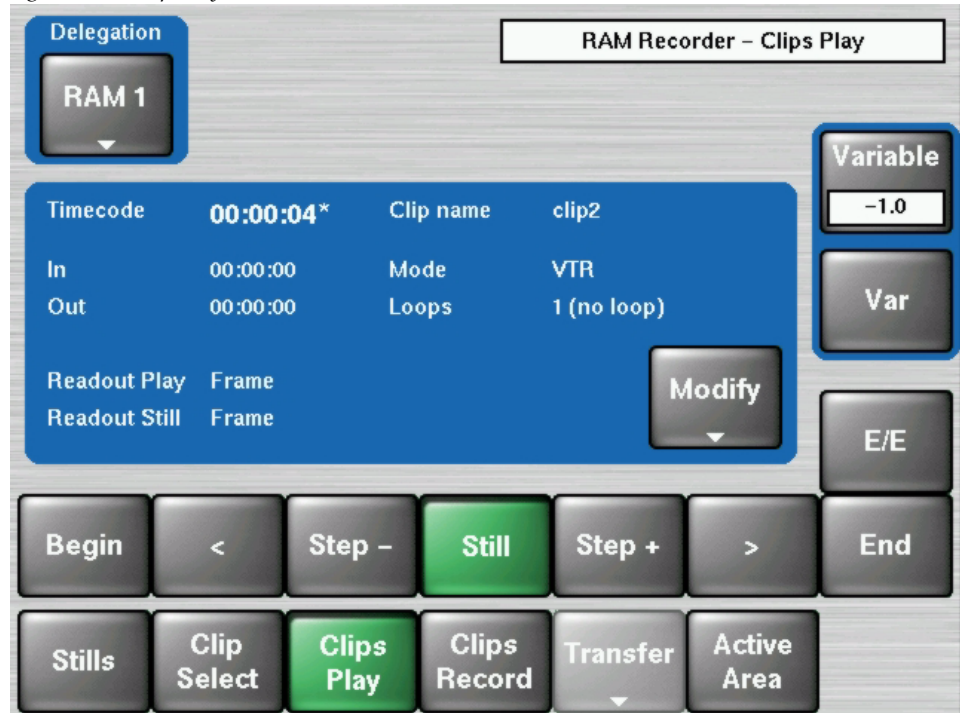 Delegation
RAM Recorder – Clips Play
RAM 1
Variable
–1.0
Timecode 00:00:04* Clip name clip2
In 00:00:00 Mode VTR
Out 00:00:00 Loops 1 (no loop)
Var
Readout Play Frame
Readout Still Frame
Modify
E/E
Begin < Step – Still Step + > End
Stills Clip Select Clips Play Clips Record Transfer Active Area